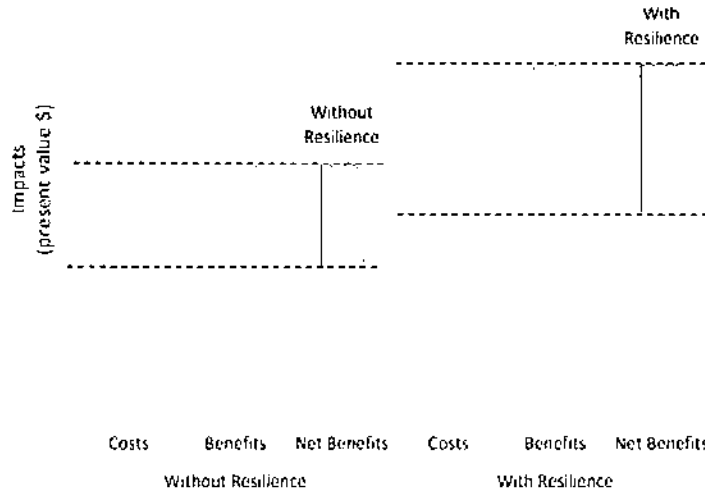 With
Resilience
Without
Resilience
Impacts
(present value $)
Costs Benefits Net Benefits Costs Benefits Net Benefits
Without Resilience With Resilience